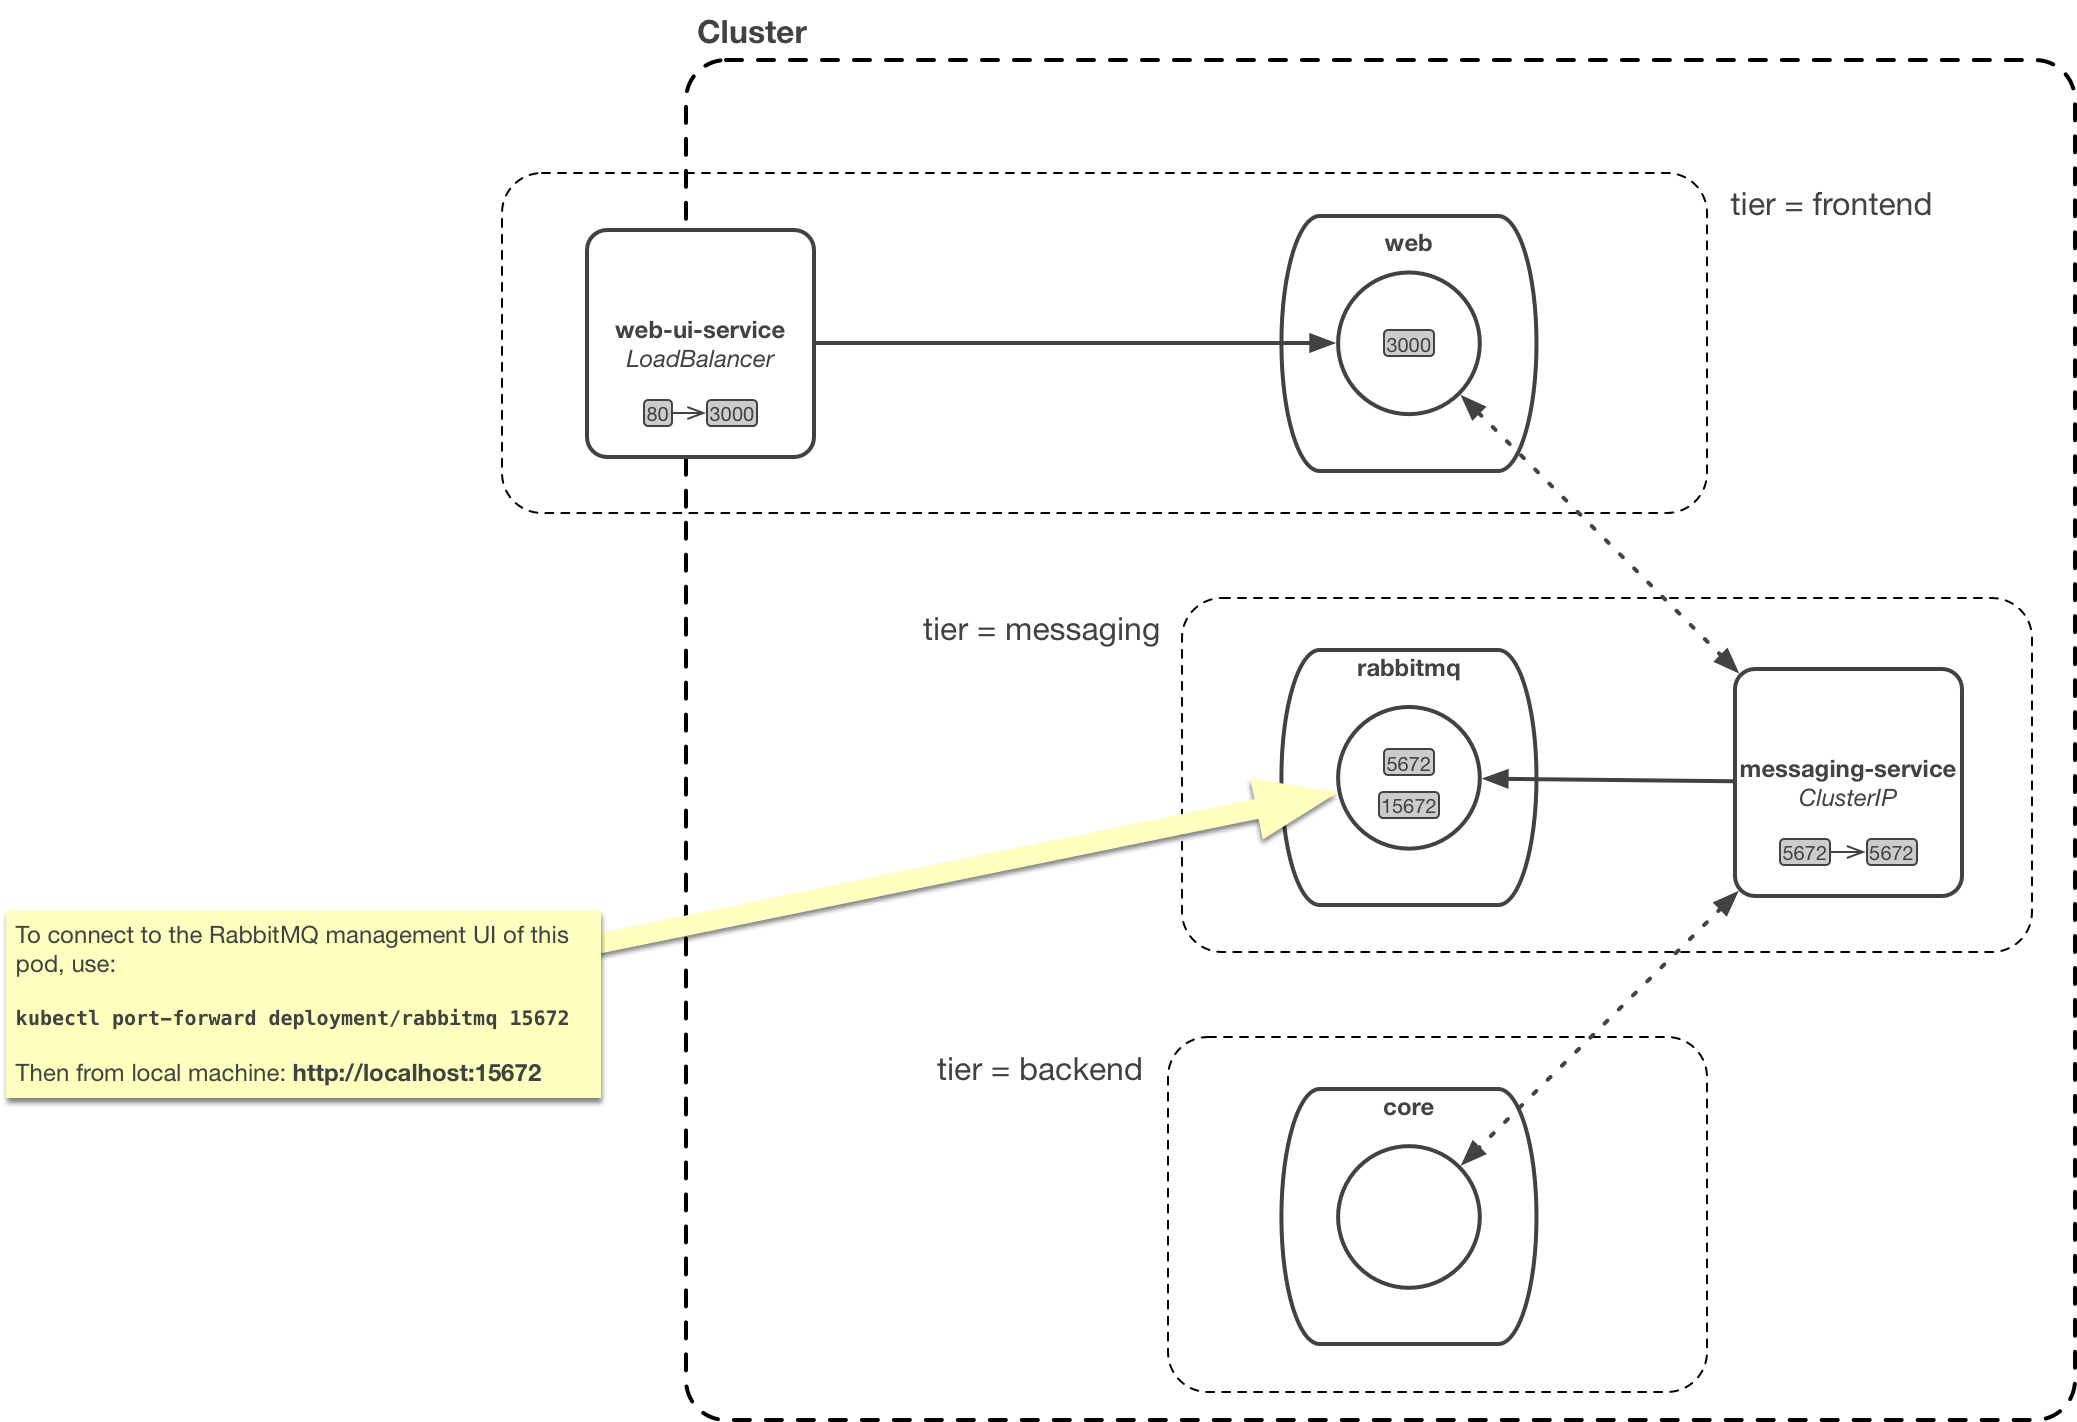 Cluster
tier = frontend
web
web-ui-service
LoadBalancer
80
3000
3000
tier = messaging
rabbitmq
5672
15672
messaging-service
ClusterIP
5672
5672
To connect to the RabbitMQ management UI of this
pod, use:
kubectl port-forward deployment/rabbitmq 15672
Then from local machine: http://localhost:15672
tier = backend
core